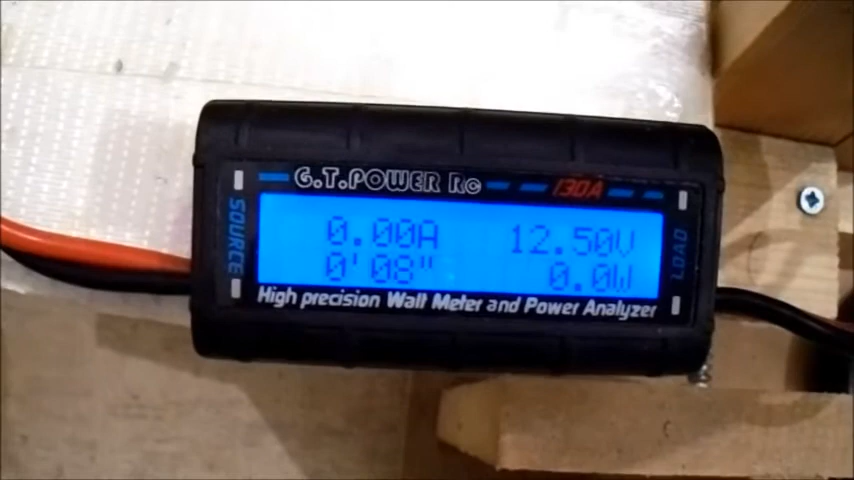 G.T.POWER RC 130A
SOURCE
0.00A 12.50V
0'08" 0.0W
LOAD
High precision Watt Meter and Power Analyzer